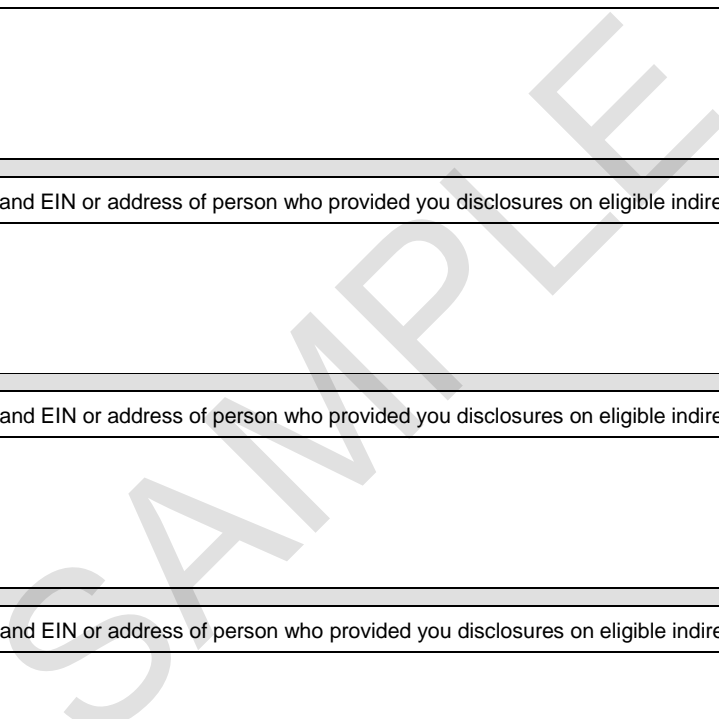 and EIN or address of person who provided you disclosures on eligible indire
and EIN or address of person who provided you disclosures on eligible indire
and EIN or address of person who provided you disclosures on eligible indire
SAMPLE